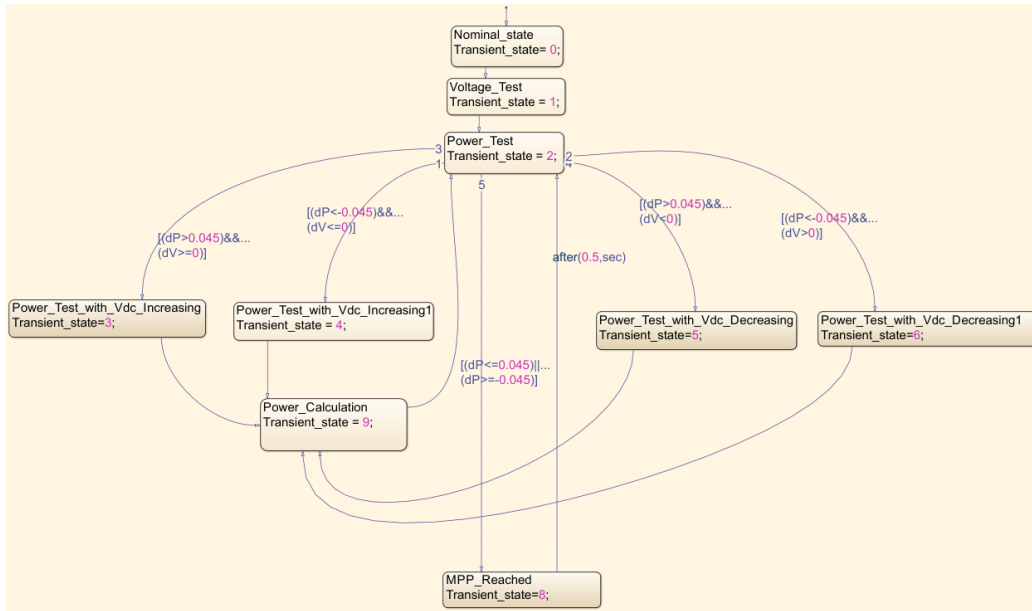 Nominal_state
Transient_state= 0;
Voltage_Test
Transient_state = 1;
Power_Test
Transient_state = 2;
3
1
2
4
5
[(dP>0.045)&&...
(dV>=0)]
[(dP<-0.045)&&...
(dV<=0)]
[(dP>0.045)&&...
(dV<0)]
[(dP<-0.045)&&...
(dV>0)]
after(0.5,sec)
Power_Test_with_Vdc_Increasing
Transient_state=3;
Power_Test_with_Vdc_Increasing1
Transient_state = 4;
Power_Test_with_Vdc_Decreasing
Transient_state=5;
Power_Test_with_Vdc_Decreasing1
Transient_state=6;
[(dP<=0.045)||...
(dP>=-0.045)]
Power_Calculation
Transient_state = 9;
MPP_Reached
Transient_state=8;